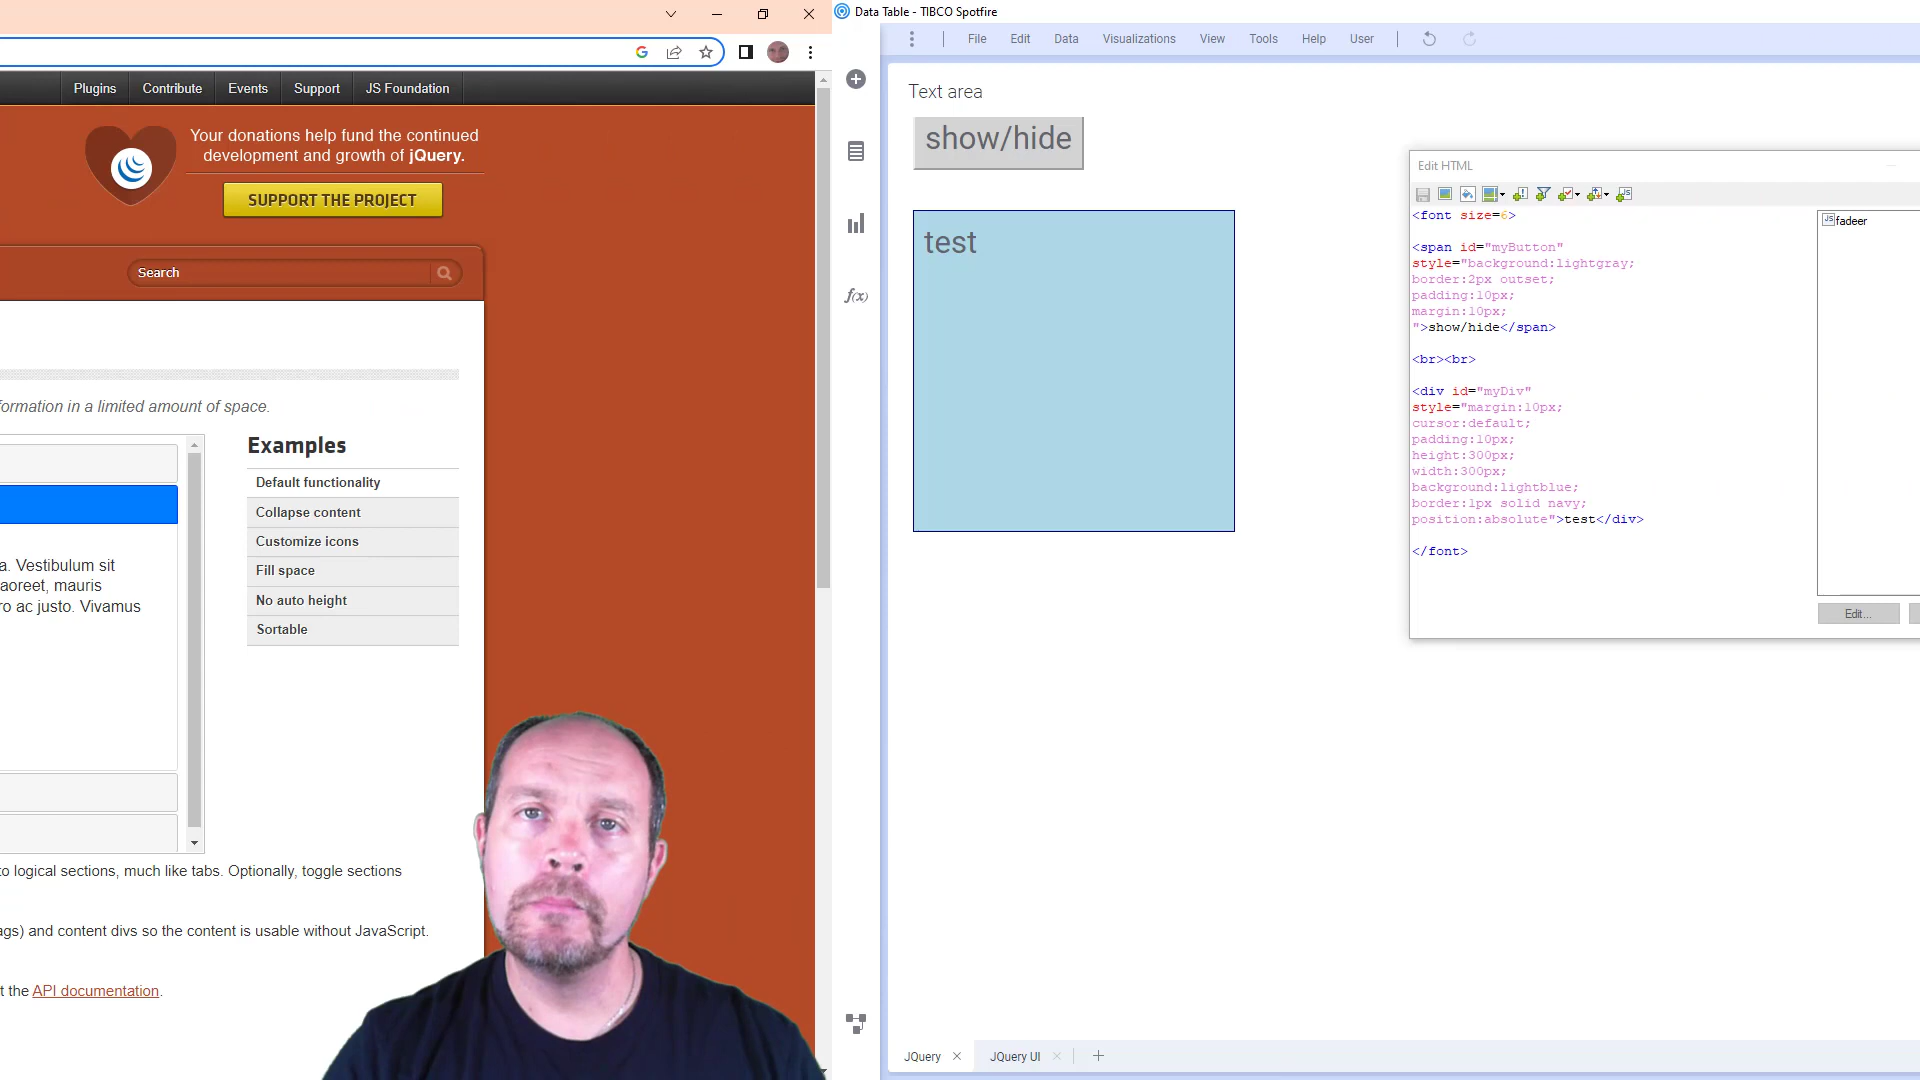 Plugins
Contribute
Events
Support
JS Foundation
Your donations help fund the continued
development and growth of jQuery.
SUPPORT THE PROJECT
Search
formation in a limited amount of space.
Examples
Default functionality
Collapse content
Customize icons
Fill space
No auto height
Sortable
a. Vestibulum sit
aoreet, mauris
ro ac justo. Vivamus
to logical sections, much like tabs. Optionally, toggle sections
ags) and content divs so the content is usable without JavaScript.
t the API documentation.
Data Table - TIBCO Spotfire
File
Edit
Data
Visualizations
View
Tools
Help
User
Text area
show/hide
test
f(x)
Edit HTML
<font size=6>
<span id="myButton"
style="background:lightgray;
border:2px outset;
padding:10px;
margin:10px;
">show/hide</span>
<br><br>
<div id="myDiv"
style="margin:10px;
cursor:default;
padding:10px;
height:300px;
width:300px;
background:lightblue;
border:1px solid navy;
position:absolute">test</div>
</font>
JS fadeer
Edit...
JQuery
JQuery UI